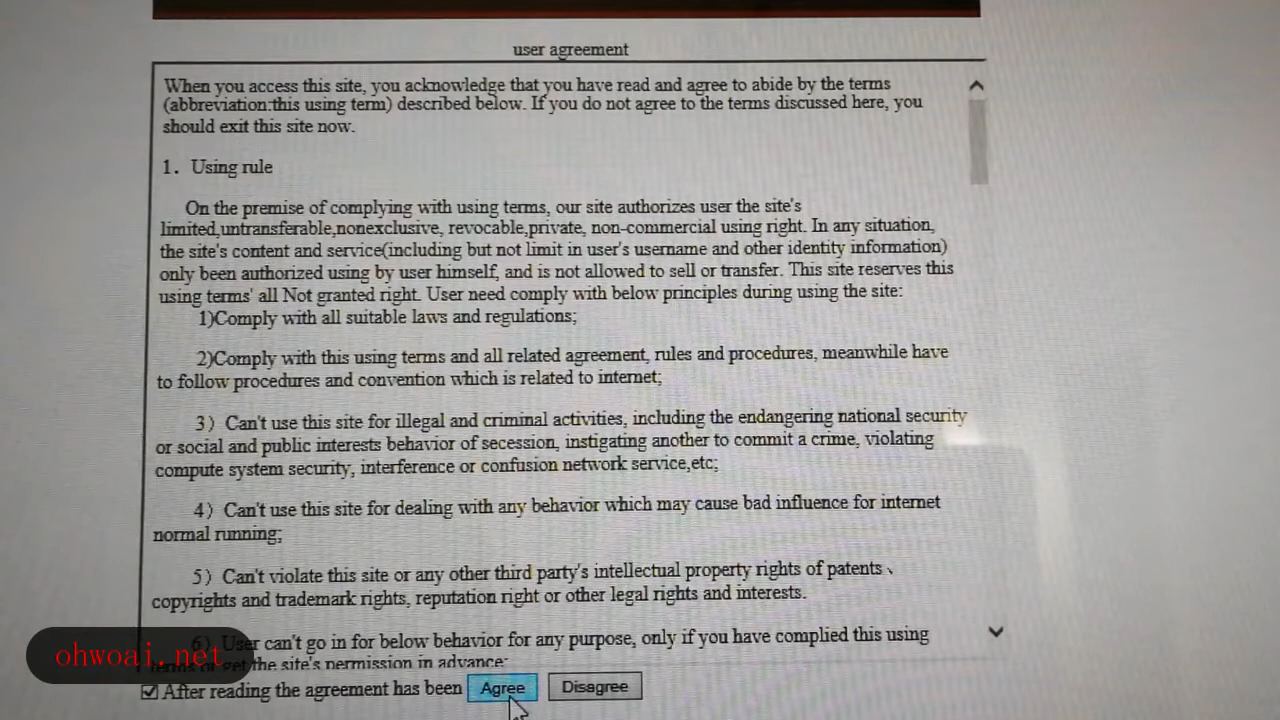 user agreement
When you access this site, you acknowledge that you have read and agree to abide by the terms
(abbreviation:this using term) described below. If you do not agree to the terms discussed here, you
should exit this site now.
1. Using rule
On the premise of complying with using terms, our site authorizes user the site's
limited,untransferable,nonexclusive, revocable,private, non-commercial using right. In any situation,
the site's content and service(including but not limit in user's username and other identity information)
only been authorized using by user himself, and is not allowed to sell or transfer. This site reserves this
using terms' all Not granted right. User need comply with below principles during using the site:
1)Comply with all suitable laws and regulations;
2)Comply with this using terms and all related agreement, rules and procedures, meanwhile have
to follow procedures and convention which is related to internet;
3) Can't use this site for illegal and criminal activities, including the endangering national security
or social and public interests behavior of secession, instigating another to commit a crime, violating
compute system security, interference or confusion network service,etc;
4) Can't use this site for dealing with any behavior which may cause bad influence for internet
normal running;
5) Can't violate this site or any other third party's intellectual property rights of patents、
copyrights and trademark rights, reputation right or other legal rights and interests.
6) User can't go in for below behavior for any purpose, only if you have complied this using
terms or get the site's permission in advance:
ohwoai.net
After reading the agreement has been Agree Disagree